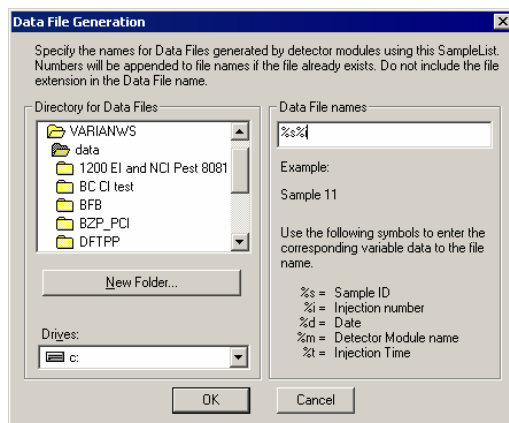 Data File Generation
Specify the names for Data Files generated by detector modules using this SampleList.
Numbers will be appended to file names if the file already exists. Do not include the file
extension in the Data File name.
Directory for Data Files
VARIANWS
data
1200 EI and NCI Pest 8081
BC CI test
BFB
BZP_PCI
DFTPP
New Folder...
Drives:
c:
Data File names
%s%i
Example:
Sample 11
Use the following symbols to enter the
corresponding variable data to the file
name.
%s = Sample ID
%i = Injection number
%d = Date
%m = Detector Module name
%t = Injection Time
OK
Cancel